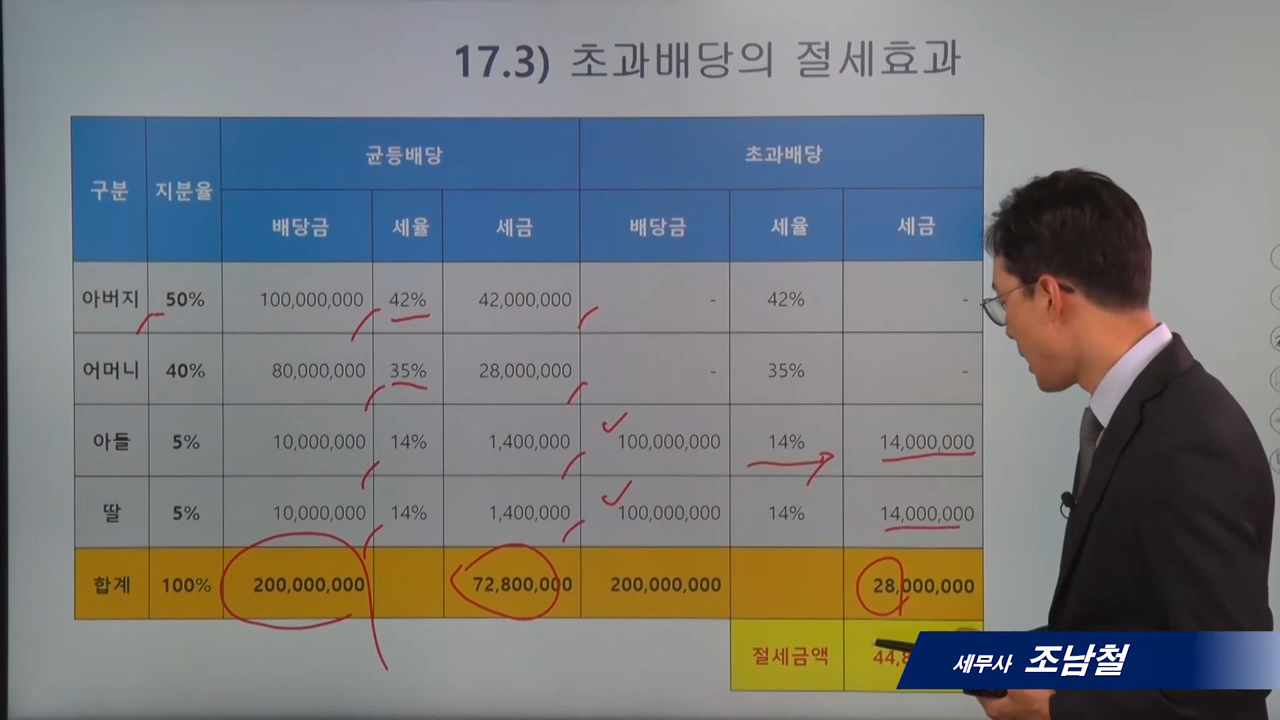 17.3) 초과배당의 절세효과
구분 지분율 균등배당 초과배당
배당금 세율 세금 배당금 세율 세금
아버지 50% 100,000,000 42% 42,000,000 - 42% -
어머니 40% 80,000,000 35% 28,000,000 - 35% -
아들 5% 10,000,000 14% 1,400,000 100,000,000 14% 14,000,000
딸 5% 10,000,000 14% 1,400,000 100,000,000 14% 14,000,000
합계 100% 200,000,000 72,800,000 200,000,000 28,000,000
절세금액
세무사 조남철